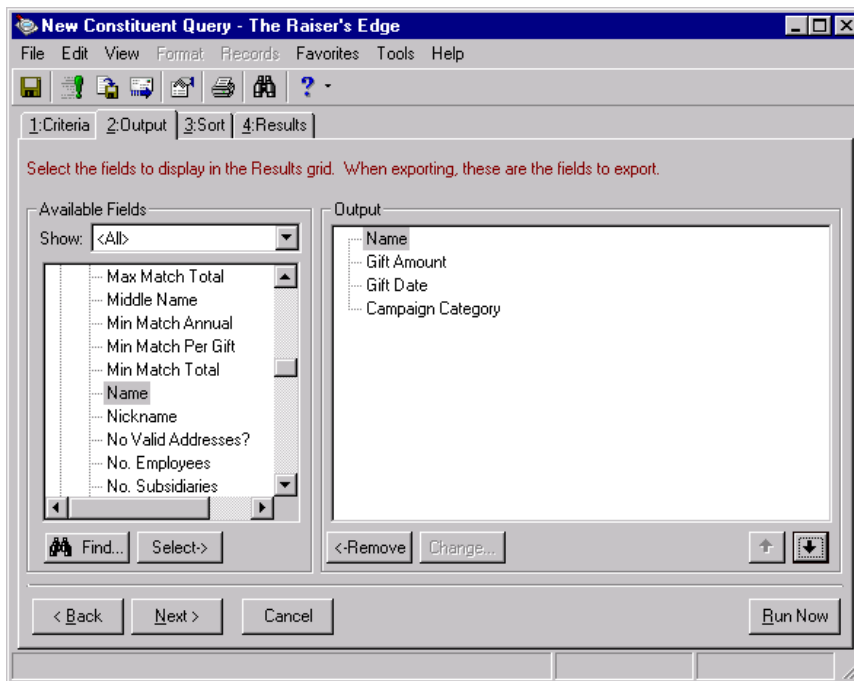 New Constituent Query - The Raiser's Edge
File Edit View Format Records Favorites Tools Help
?
1:Criteria 2:Output 3:Sort 4:Results
Select the fields to display in the Results grid. When exporting, these are the fields to export.
Available Fields
Show: <All>
Max Match Total
Middle Name
Min Match Annual
Min Match Per Gift
Min Match Total
Name
Nickname
No Valid Addresses?
No. Employees
No. Subsidiaries
Find... Select->
Output
Name
Gift Amount
Gift Date
Campaign Category
<-Remove Change...
< Back Next > Cancel Run Now